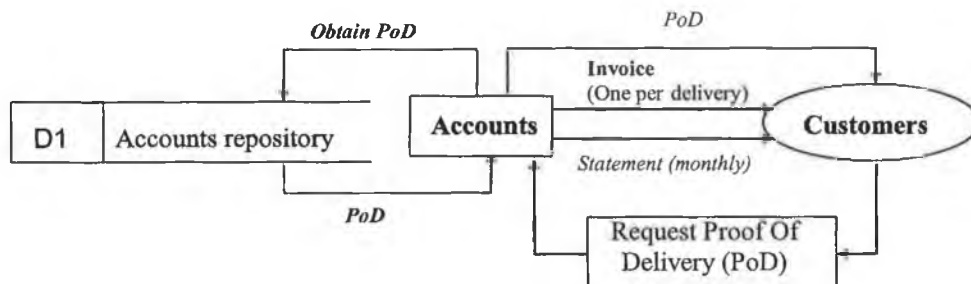 Obtain PoD
PoD
Invoice
(One per delivery)
D1
Accounts repository
Accounts
Customers
Statement (monthly)
PoD
Request Proof Of
Delivery (PoD)